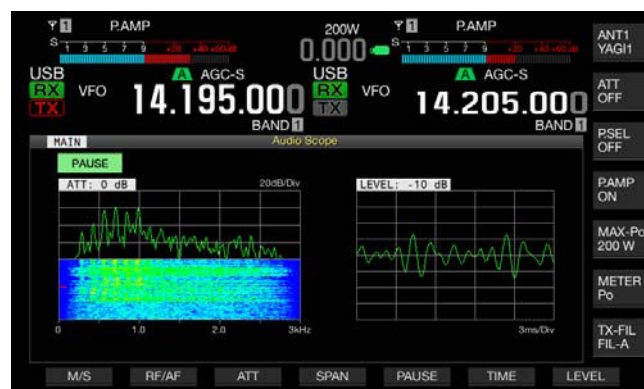 1 P.AMP 200W 1 P.AMP
S 1 3 5 7 9 +20 +40 +60dB 0.000 S 1 3 5 7 9 +20 +40 +60dB
USB A AGC-S USB A AGC-S
RX VFO 14.195.000 RX VFO 14.205.000
TX TX
BAND 1 BAND 1
MAIN Audio Scope
PAUSE
ATT: 0 dB 20dB/Div LEVEL: -10 dB
0 1.0 2.0 3kHz 3ms/Div
M/S RF/AF ATT SPAN PAUSE TIME LEVEL
ANT1
YAGI1
ATT
OFF
P.SEL
OFF
P.AMP
ON
MAX-Po
200 W
METER
Po
TX-FIL
FIL-A